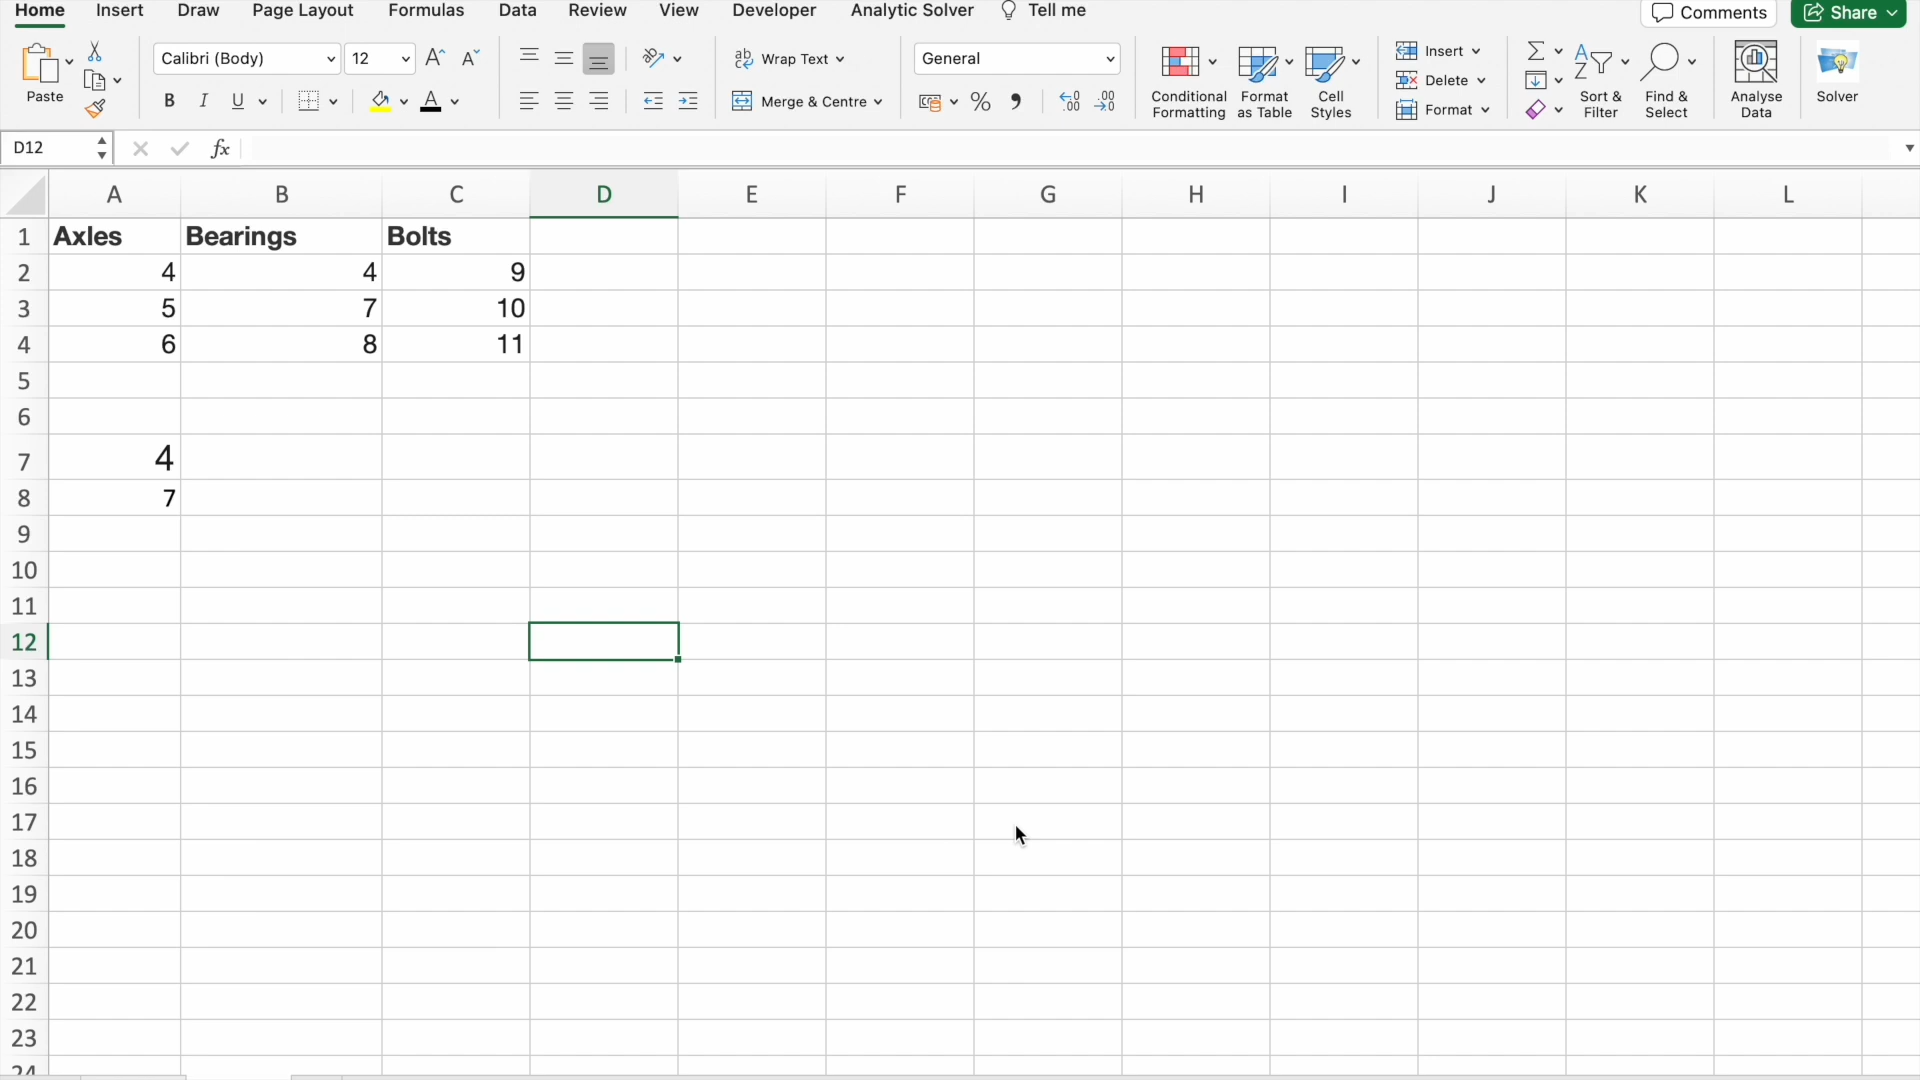 Home Insert Draw Page Layout Formulas Data Review View Developer Analytic Solver Tell me Comments Share
Paste
Calibri (Body) 12 A A
B I U A
ab Wrap Text
Merge & Centre
General
% .00 .00
Conditional Formatting
Format as Table
Cell Styles
Insert
Delete
Format
Sort & Filter
Find & Select
Analyse Data
Solver
D12 fx
A B C D E F G H I J K L
1 Axles Bearings Bolts
2 4 4 9
3 5 7 10
4 6 8 11
5
6
7 4
8 7
9
10
11
12
13
14
15
16
17
18
19
20
21
22
23
24